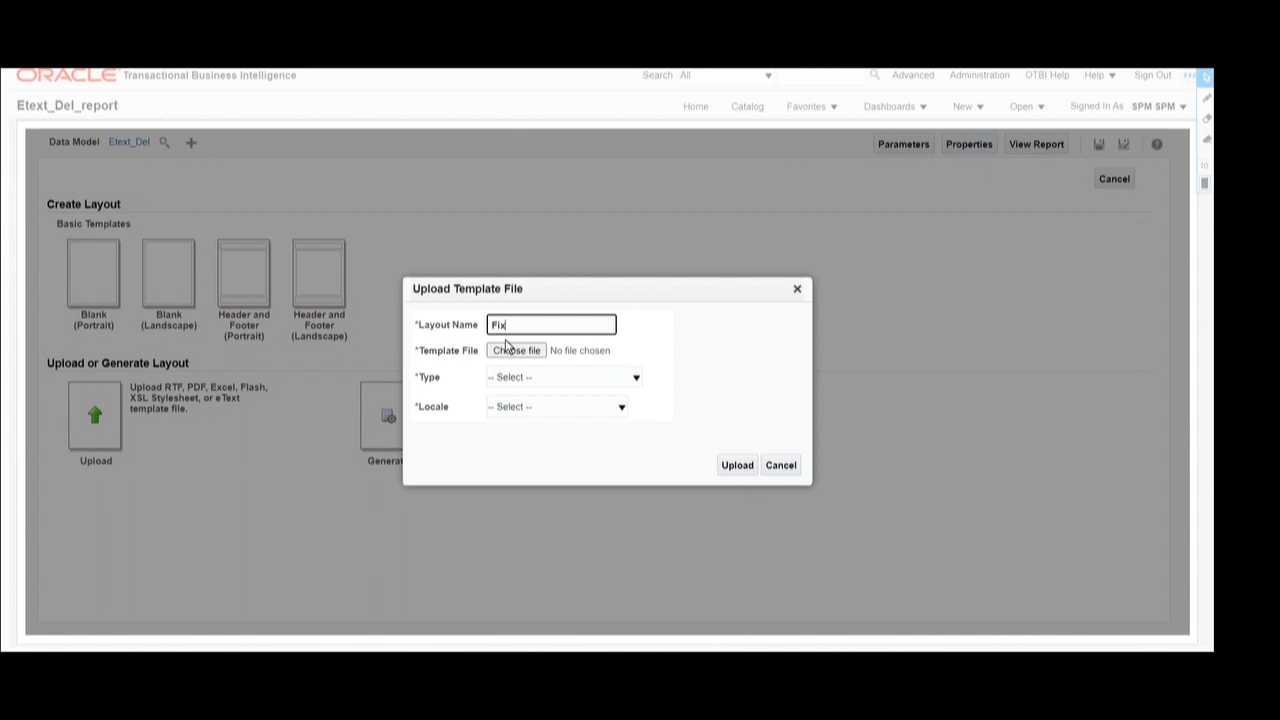 ORACLE Transactional Business Intelligence
Search All Advanced Administration OTBI Help Help Sign Out
Etext_Del_report
Home Catalog Favorites Dashboards New Open Signed In As SPM SPM
Data Model Etext_Del
Parameters Properties View Report
Cancel
Create Layout
Basic Templates
Blank
(Portrait)
Blank
(Landscape)
Header and
Footer
(Portrait)
Header and
Footer
(Landscape)
Upload or Generate Layout
Upload RTF, PDF, Excel, Flash,
XSL Stylesheet, or eText
template file.
Upload
Generat
Upload Template File
*Layout Name Fix
*Template File Choose file No file chosen
*Type -- Select --
*Locale -- Select --
Upload Cancel
10